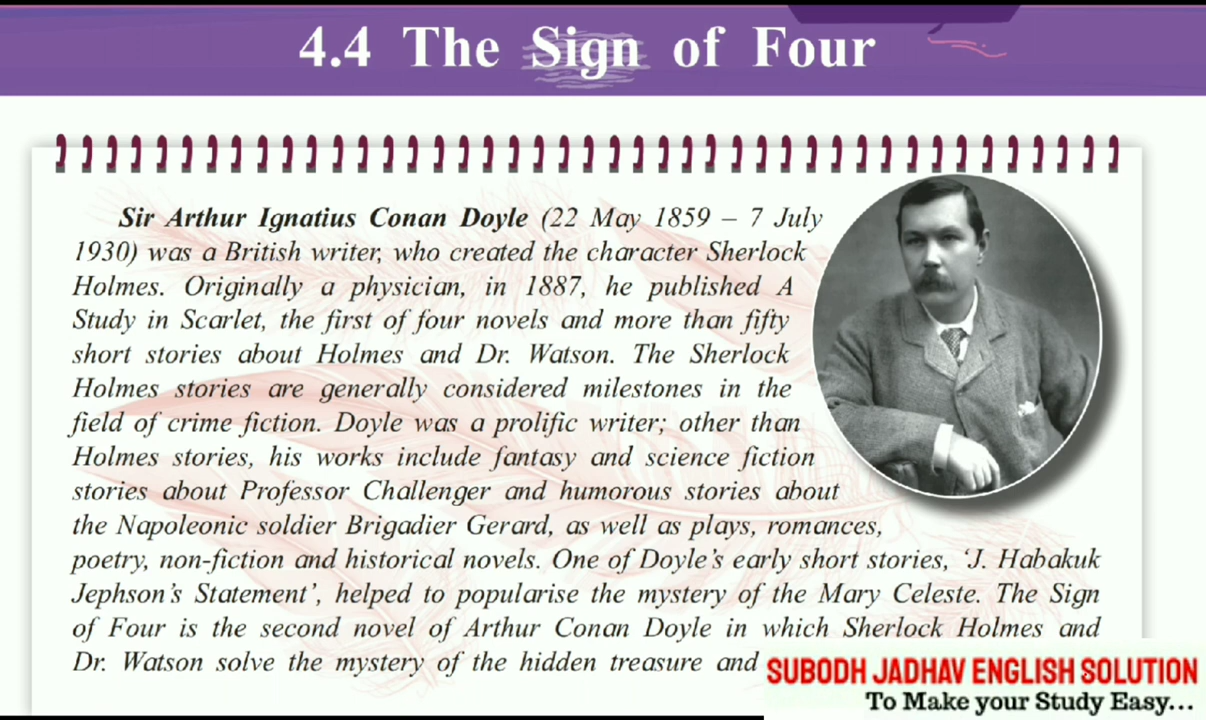 4.4 The Sign of Four
Sir Arthur Ignatius Conan Doyle (22 May 1859 – 7 July
1930) was a British writer, who created the character Sherlock
Holmes. Originally a physician, in 1887, he published A
Study in Scarlet, the first of four novels and more than fifty
short stories about Holmes and Dr. Watson. The Sherlock
Holmes stories are generally considered milestones in the
field of crime fiction. Doyle was a prolific writer; other than
Holmes stories, his works include fantasy and science fiction
stories about Professor Challenger and humorous stories about
the Napoleonic soldier Brigadier Gerard, as well as plays, romances,
poetry, non-fiction and historical novels. One of Doyle's early short stories, 'J. Habakuk
Jephson's Statement', helped to popularise the mystery of the Mary Celeste. The Sign
of Four is the second novel of Arthur Conan Doyle in which Sherlock Holmes and
Dr. Watson solve the mystery of the hidden treasure and
SUBODH JADHAV ENGLISH SOLUTION
To Make your Study Easy...